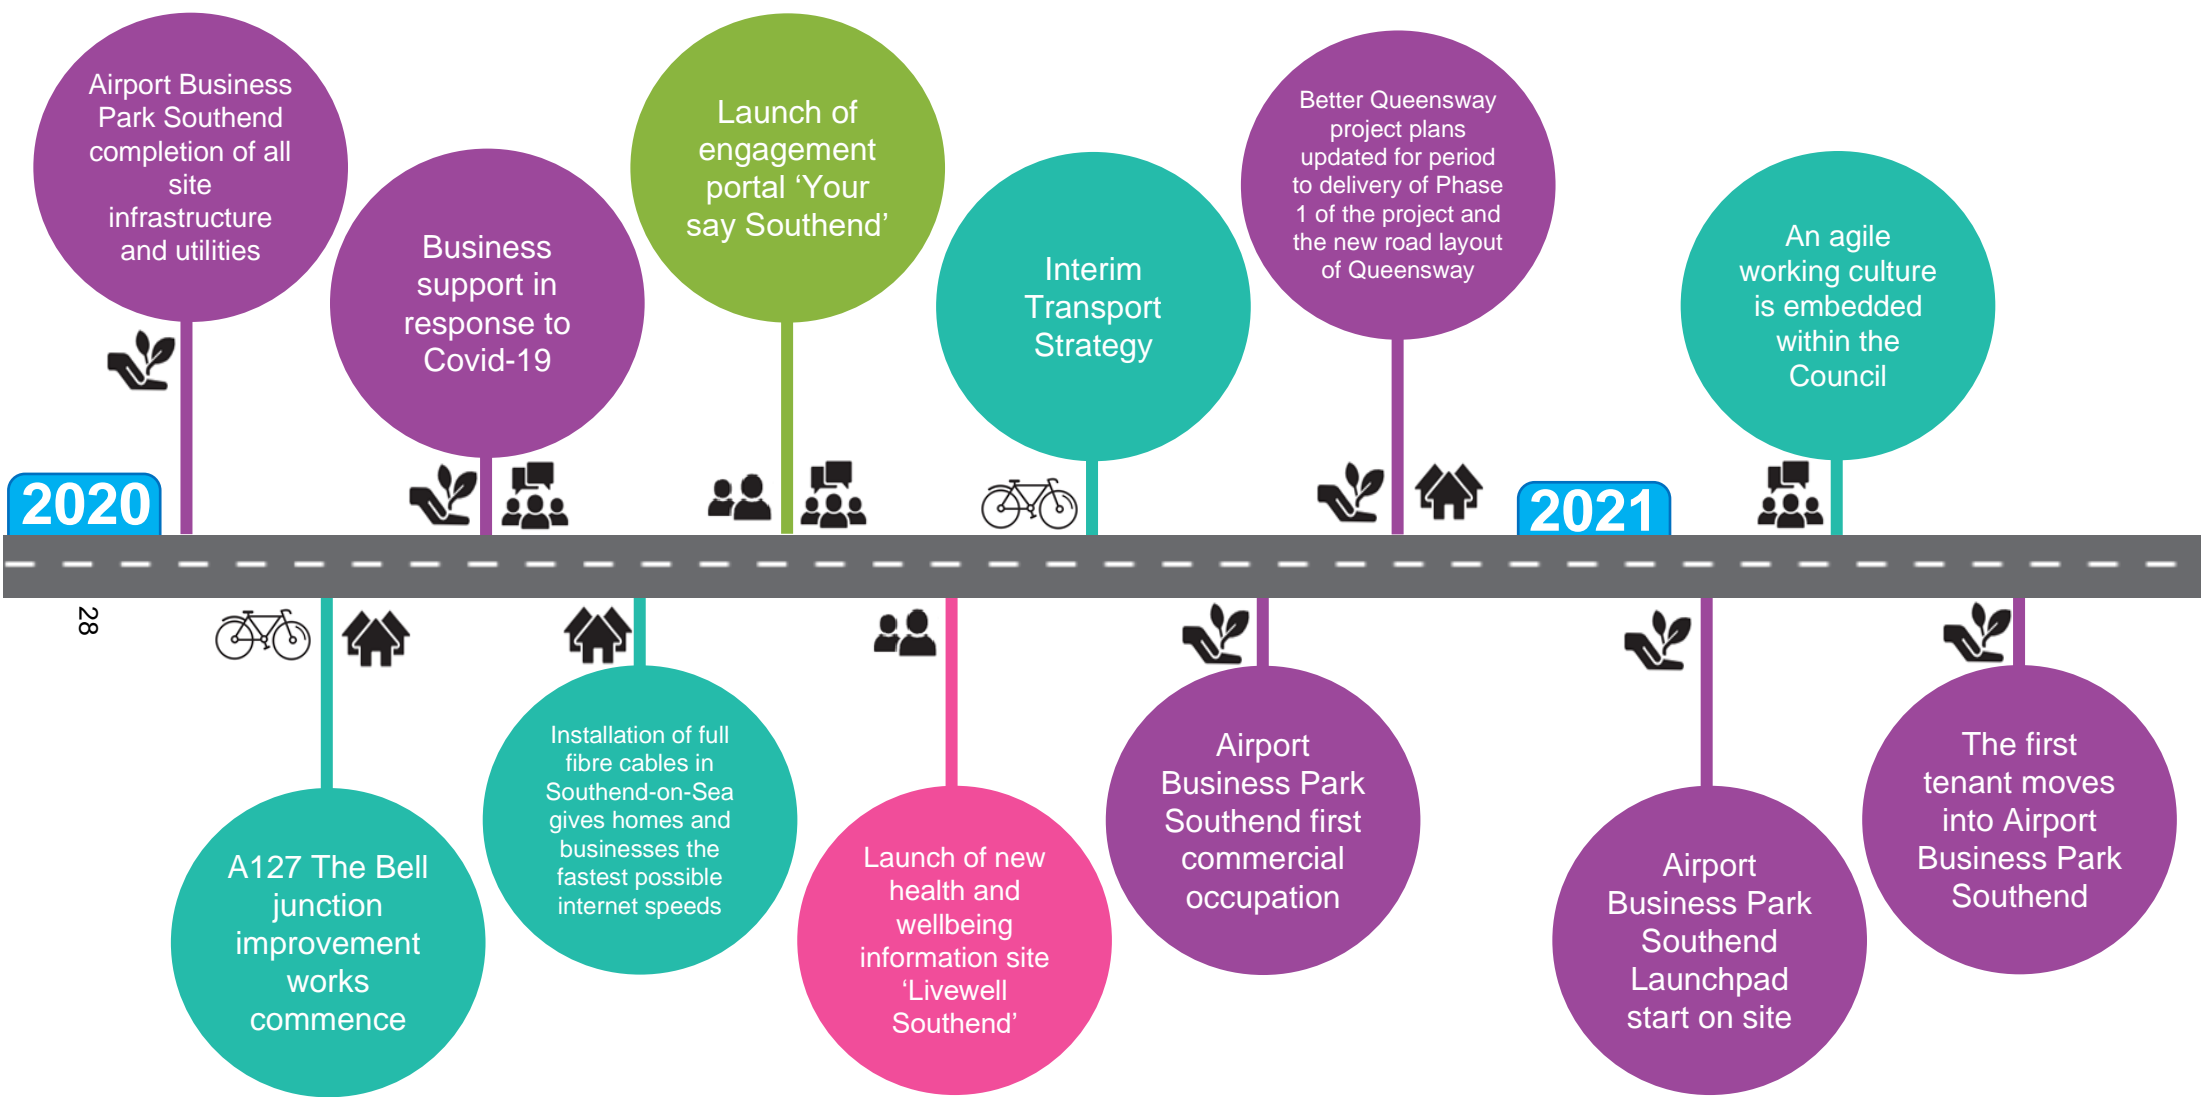 Airport Business
Park Southend
completion of all
site
infrastructure
and utilities
Business
support in
response to
Covid-19
Launch of
engagement
portal ‘Your
say Southend’
Interim
Transport
Strategy
Better Queensway
project plans
updated for period
to delivery of Phase
1 of the project and
the new road layout
of Queensway
An agile
working culture
is embedded
within the
Council
2020
2021
28
A127 The Bell
junction
improvement
works
commence
Installation of full
fibre cables in
Southend-on-Sea
gives homes and
businesses the
fastest possible
internet speeds
Launch of new
health and
wellbeing
information site
‘Livewell
Southend’
Airport
Business Park
Southend first
commercial
occupation
Airport
Business Park
Southend
Launchpad
start on site
The first
tenant moves
into Airport
Business Park
Southend